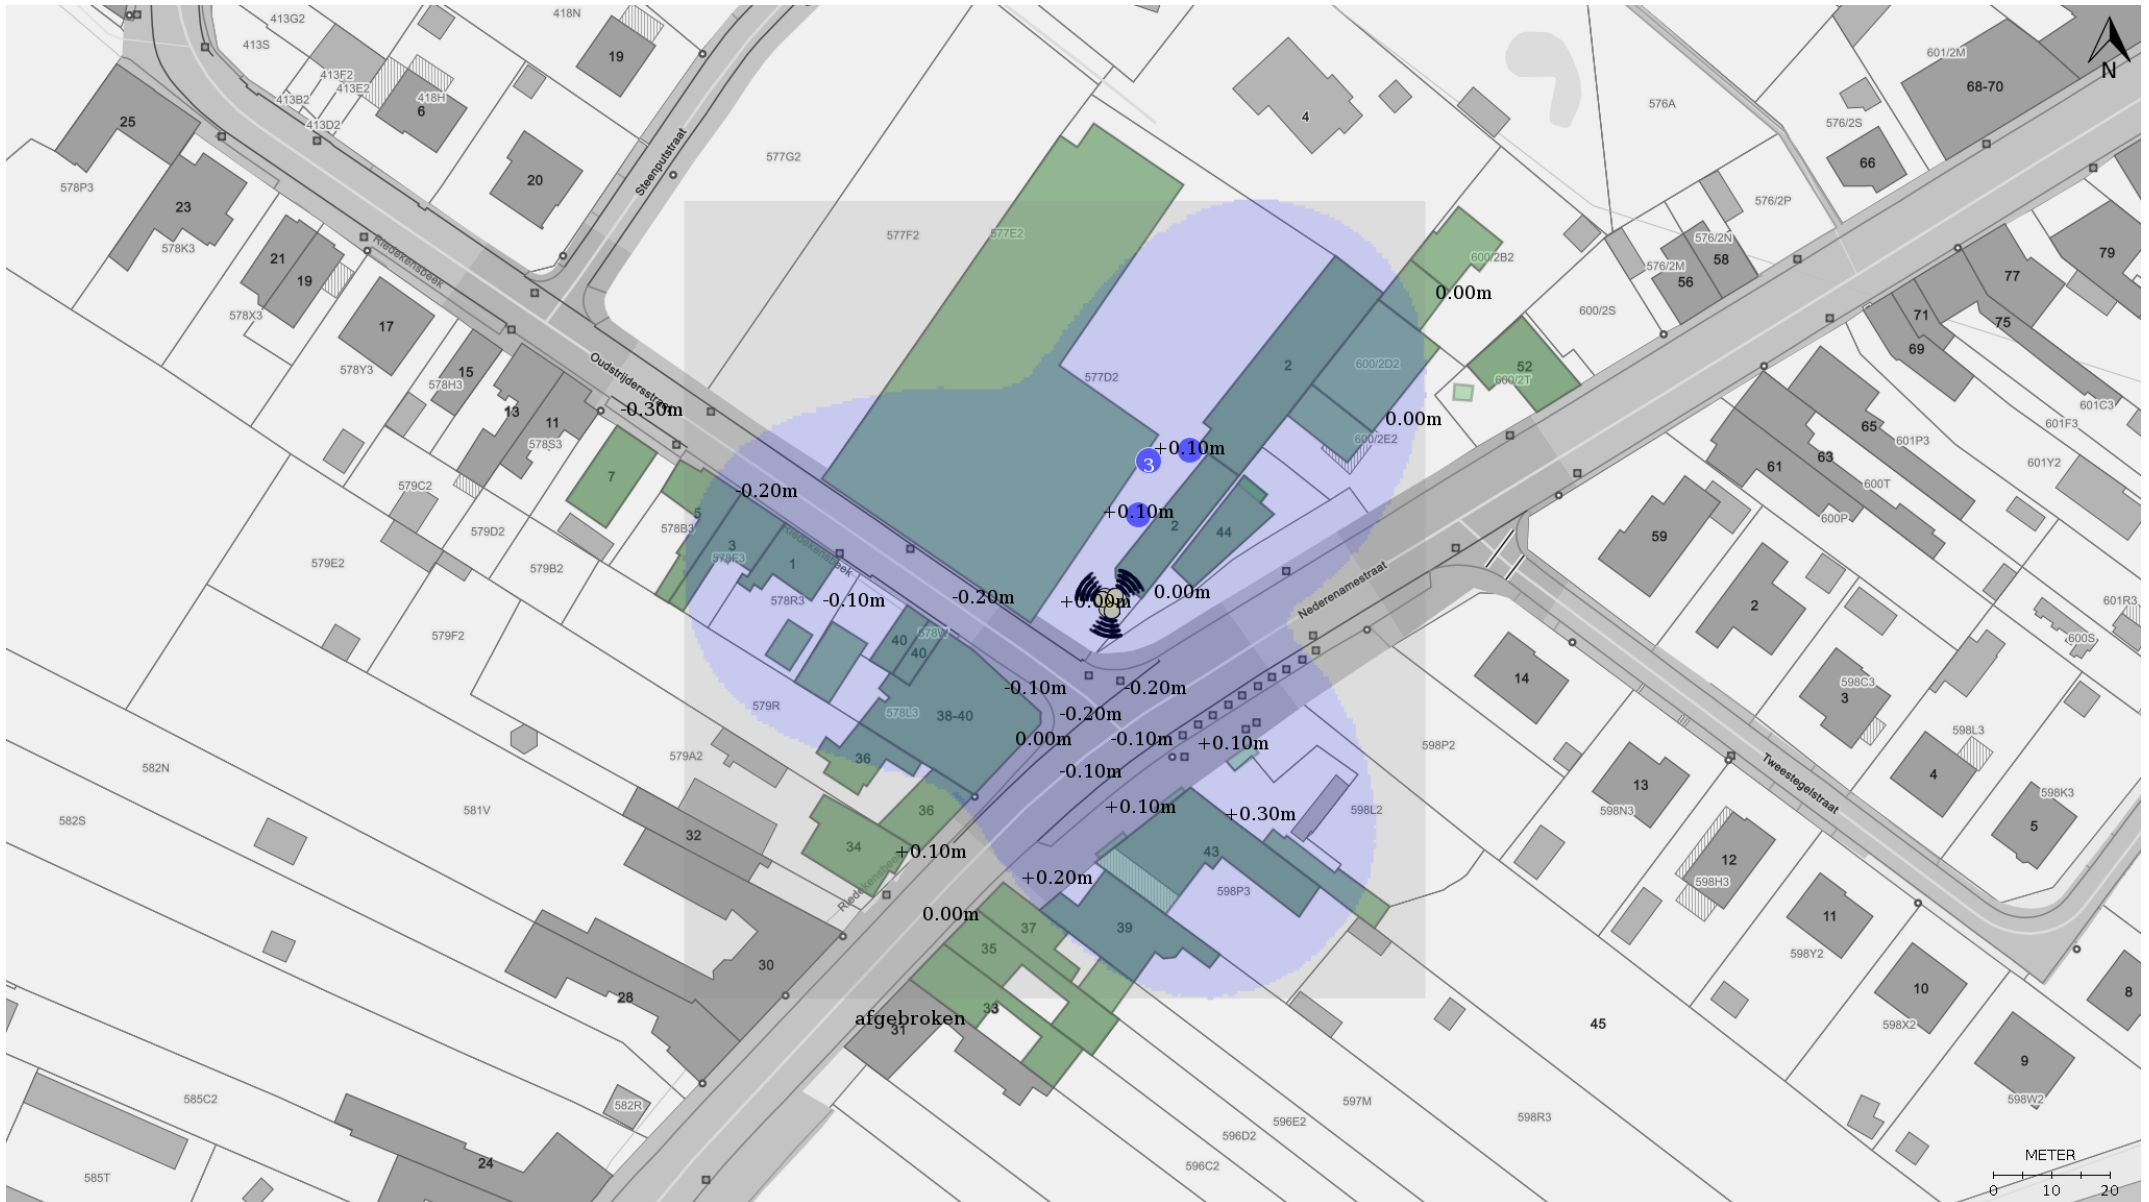 413G2
418N
413S
19
413F2
413E2
418H
413B2
6
413D2
25
20
Steenputstraat
577G2
4
576A
601/2M
68-70
N
576/2S
66
578P3
23
578K3
Riedekensbeek
21
19
578X3
17
578Y3
577F2
577E2
600/2B2
0.00m
576/2P
576/2N
58
576/2M
56
600/2S
79
77
71
75
69
15
578H3
13
11
578S3
Oudstrijdersstraat
-0.30m
577D2
2
600/2D2
0.00m
600/2E2
52
600/2T
601C3
65
601P3
601F3
63
61
601Y2
600T
600P
579C2
7
-0.20m
+0.10m
3
+0.10m
2
44
579D2
578B3
5
3
578F3
1
Riedekensbeek
59
579E2
579B2
578R3
-0.10m
-0.20m
+0.00m
0.00m
Nederenamestraat
2
601R3
600S
579F2
40
578W
40
14
598C3
3
579R
578L3
38-40
-0.10m
-0.20m
-0.20m
0.00m
-0.10m
+0.10m
598P2
598L3
579A2
36
-0.10m
582N
13
598N3
Tweestegelstraat
4
598K3
5
582S
581V
32
36
34
+0.10m
+0.30m
598L2
+0.10m
43
Riedekensbeek
+0.20m
598P3
12
598H3
0.00m
37
39
35
11
598Y2
30
28
33
afgebroken
31
45
10
598X2
8
9
598W2
585C2
582R
597M
596E2
598R3
596D2
596C2
24
585T
METER
0 10 20